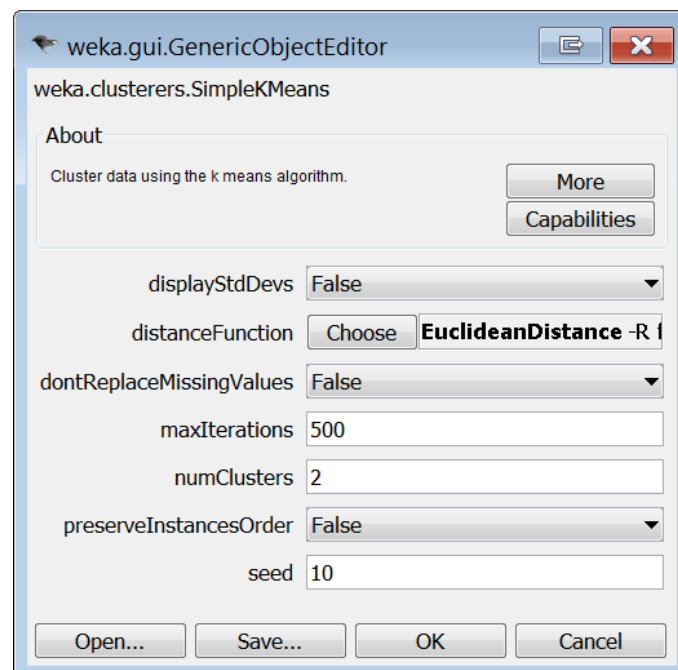 weka.gui.GenericObjectEditor
weka.clusterers.SimpleKMeans
About
Cluster data using the k means algorithm.
More
Capabilities
displayStdDevs False
distanceFunction Choose EuclideanDistance -R f
dontReplaceMissingValues False
maxIterations 500
numClusters 2
preserveInstancesOrder False
seed 10
Open... Save... OK Cancel